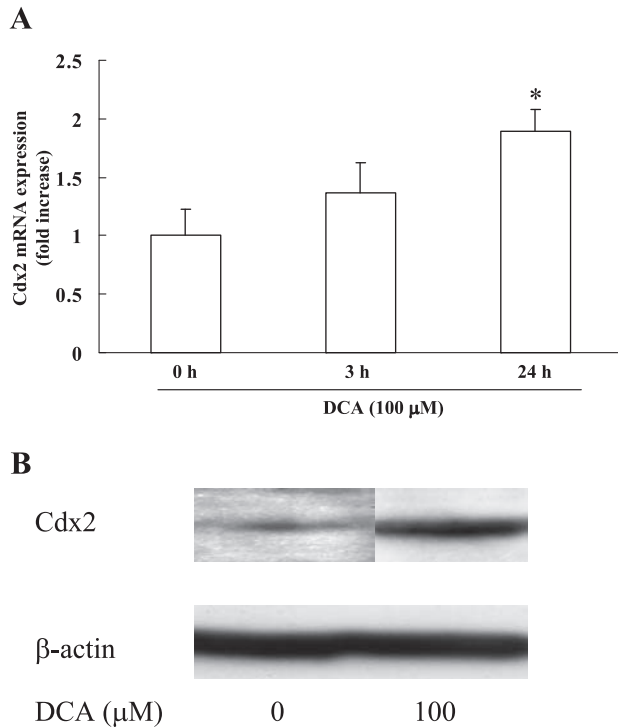 A
Cdx2 mRNA expression
(fold increase)
2.5
2
1.5
1
0.5
0
*
0 h 3 h 24 h
DCA (100 μM)
B
Cdx2
β-actin
DCA (μM) 0 100